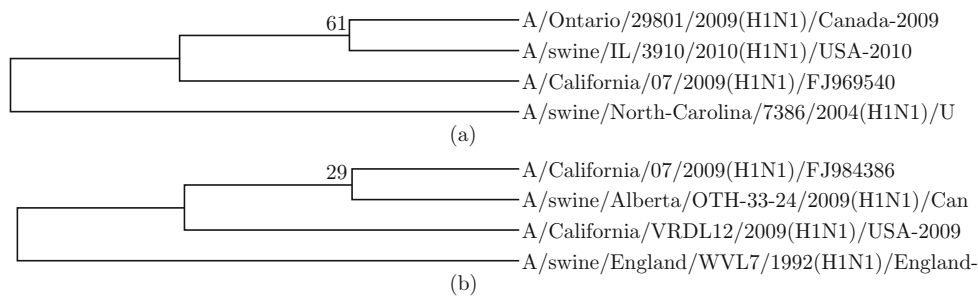 61
A/Ontario/29801/2009(H1N1)/Canada-2009
A/swine/IL/3910/2010(H1N1)/USA-2010
A/California/07/2009(H1N1)/FJ969540
A/swine/North-Carolina/7386/2004(H1N1)/U
(a)
29
A/California/07/2009(H1N1)/FJ984386
A/swine/Alberta/OTH-33-24/2009(H1N1)/Can
A/California/VRDL12/2009(H1N1)/USA-2009
A/swine/England/WVL7/1992(H1N1)/England-
(b)